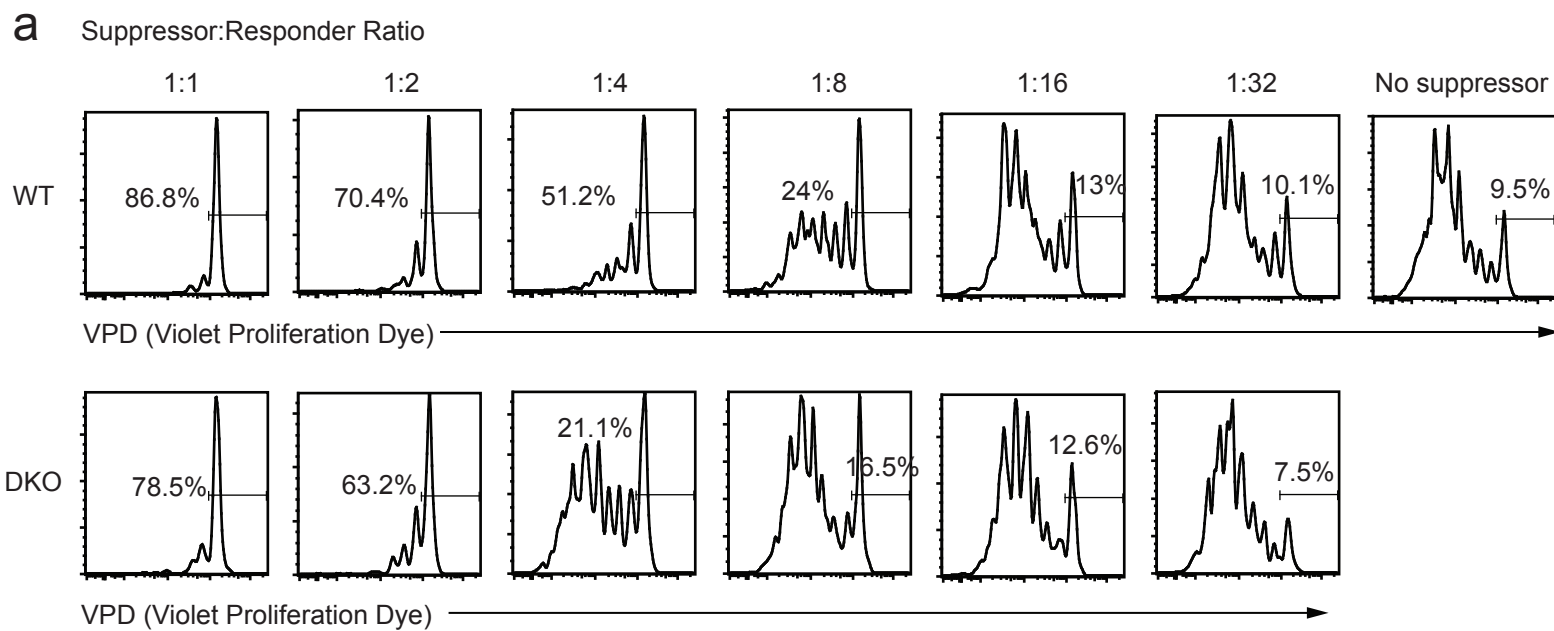 a Suppressor:Responder Ratio
1:1 1:2 1:4 1:8 1:16 1:32 No suppressor
WT 86.8% 70.4% 51.2% 24% 13% 10.1% 9.5%
VPD (Violet Proliferation Dye)
DKO 78.5% 63.2% 21.1% 16.5% 12.6% 7.5%
VPD (Violet Proliferation Dye)